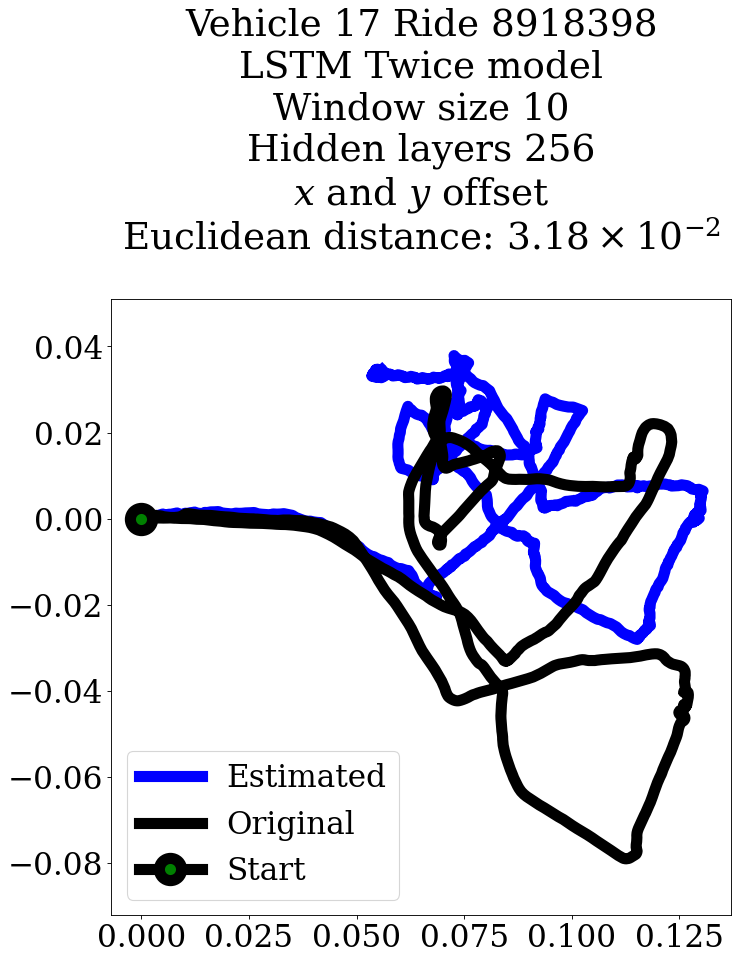 Vehicle 17 Ride 8918398
LSTM Twice model
Window size 10
Hidden layers 256
x and y offset
Euclidean distance: 3.18 × 10⁻²
0.04
0.02
0.00
−0.02
−0.04
−0.06
−0.08
Estimated
Original
Start
0.000 0.025 0.050 0.075 0.100 0.125